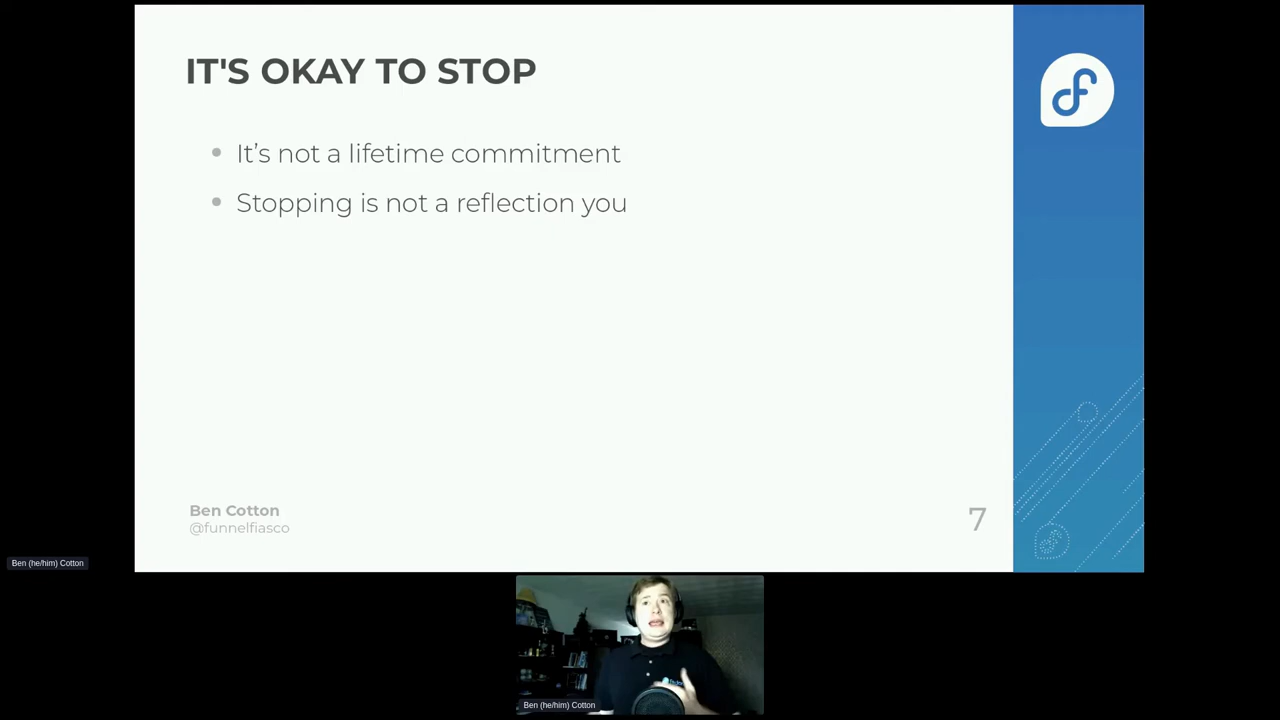 IT'S OKAY TO STOP
It’s not a lifetime commitment
Stopping is not a reflection you
Ben Cotton
@funnelfiasco
7
Ben (he/him) Cotton
Ben (he/him) Cotton